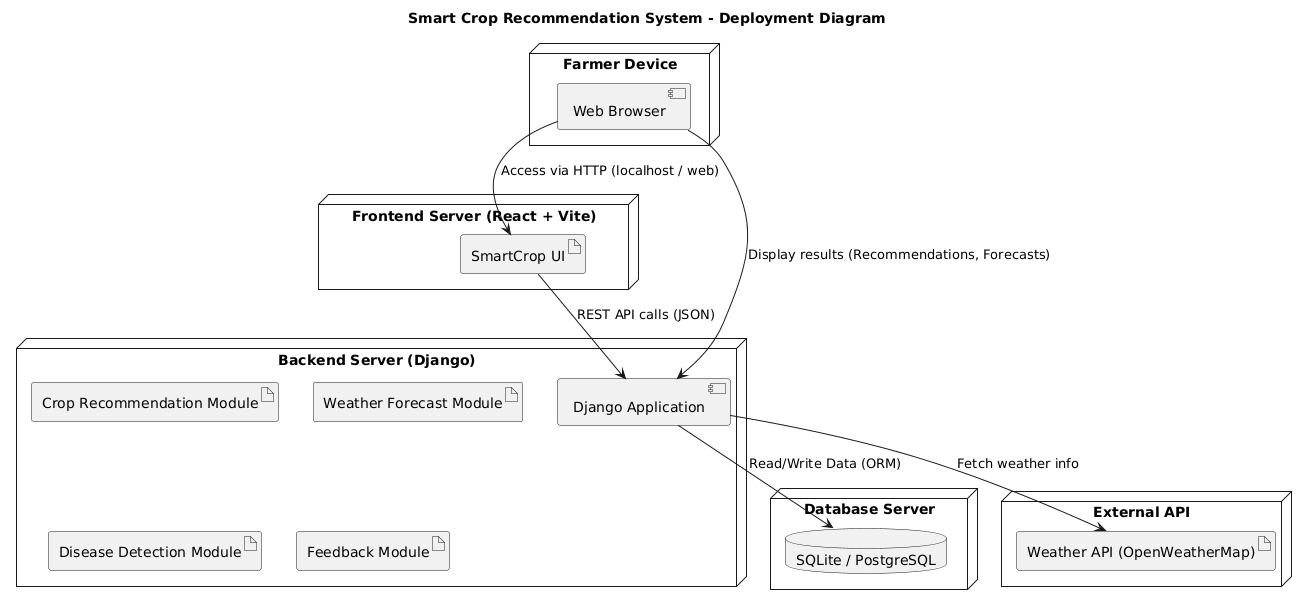 Smart Crop Recommendation System - Deployment Diagram
Farmer Device
Web Browser
Access via HTTP (localhost / web)
Frontend Server (React + Vite)
SmartCrop UI
Display results (Recommendations, Forecasts)
REST API calls (JSON)
Backend Server (Django)
Crop Recommendation Module
Weather Forecast Module
Django Application
Read/Write Data (ORM)
Fetch weather info
Database Server
External API
Disease Detection Module
Feedback Module
SQLite / PostgreSQL
Weather API (OpenWeatherMap)